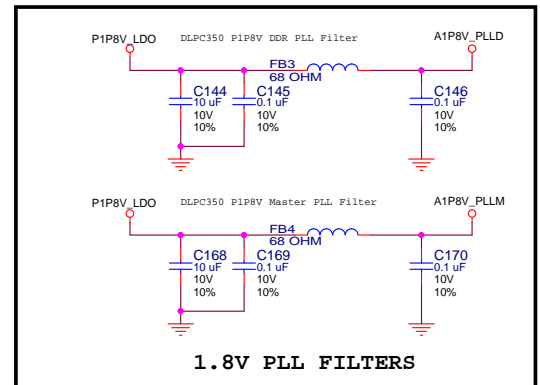 P1P8V_LDO DLPC350 P1P8V DDR PLL Filter A1P8V_PLLD
FB3
68 OHM
C144 C145 C146
10 uF 0.1 uF 0.1 uF
10V 10V 10V
10% 10% 10%
P1P8V_LDO DLPC350 P1P8V Master PLL Filter A1P8V_PLLM
FB4
68 OHM
C168 C169 C170
10 uF 0.1 uF 0.1 uF
10V 10V 10V
10% 10% 10%
1.8V PLL FILTERS